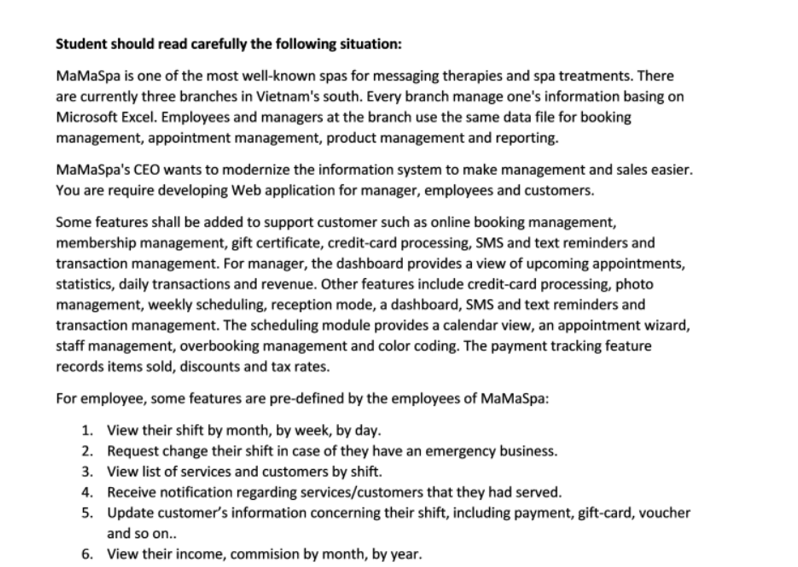 Student should read carefully the following situation:
MaMaSpa is one of the most well-known spas for messaging therapies and spa treatments. There
are currently three branches in Vietnam's south. Every branch manage one's information basing on
Microsoft Excel. Employees and managers at the branch use the same data file for booking
management, appointment management, product management and reporting.
MaMaSpa's CEO wants to modernize the information system to make management and sales easier.
You are require developing Web application for manager, employees and customers.
Some features shall be added to support customer such as online booking management,
membership management, gift certificate, credit-card processing, SMS and text reminders and
transaction management. For manager, the dashboard provides a view of upcoming appointments,
statistics, daily transactions and revenue. Other features include credit-card processing, photo
management, weekly scheduling, reception mode, a dashboard, SMS and text reminders and
transaction management. The scheduling module provides a calendar view, an appointment wizard,
staff management, overbooking management and color coding. The payment tracking feature
records items sold, discounts and tax rates.
For employee, some features are pre-defined by the employees of MaMaSpa:
1. View their shift by month, by week, by day.
2. Request change their shift in case of they have an emergency business.
3. View list of services and customers by shift.
4. Receive notification regarding services/customers that they had served.
5. Update customer's information concerning their shift, including payment, gift-card, voucher
and so on..
6. View their income, commision by month, by year.